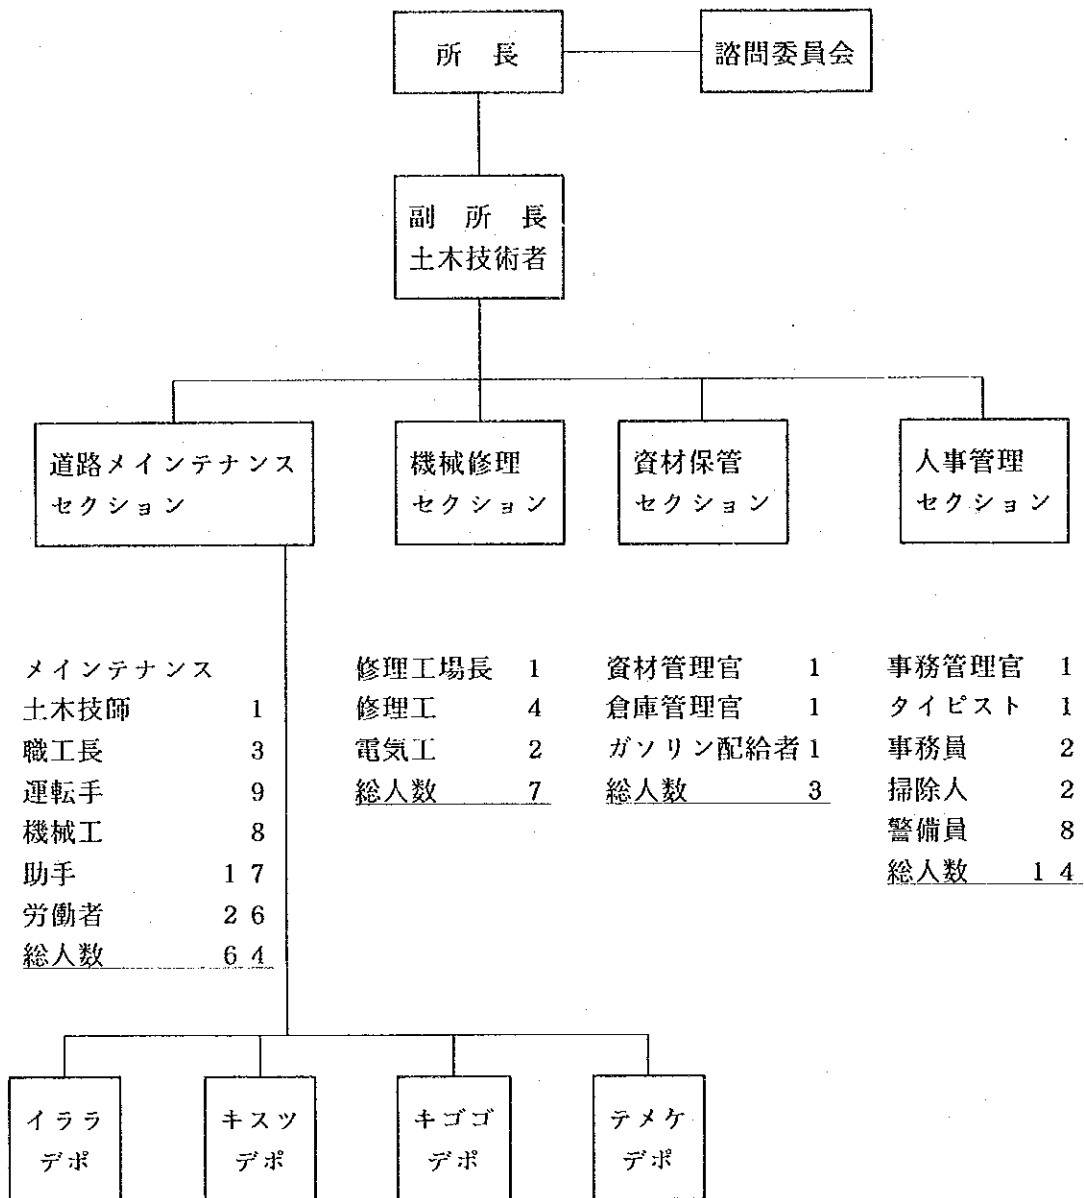 所 長
諮問委員会
副 所 長
土木技術者
道路メインテナンス
セクション
機械修理
セクション
資材保管
セクション
人事管理
セクション
メインテナンス
土木技師 1
職工長 3
運転手 9
機械工 8
助手 1 7
労働者 2 6
総人数 6 4
修理工場長 1
修理工 4
電気工 2
総人数 7
資材管理官 1
倉庫管理官 1
ガソリン配給者 1
総人数 3
事務管理官 1
タイピスト 1
事務員 2
掃除人 2
警備員 8
総人数 1 4
イララ
デポ
キスツ
デポ
キゴゴ
デポ
テメケ
デポ